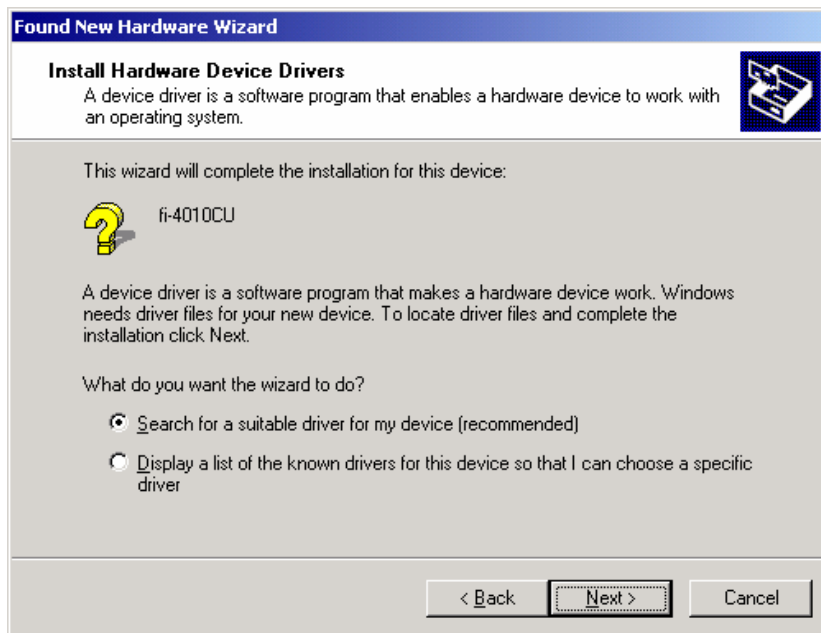 Found New Hardware Wizard
Install Hardware Device Drivers
A device driver is a software program that enables a hardware device to work with
an operating system.
This wizard will complete the installation for this device:
fi-4010CU
A device driver is a software program that makes a hardware device work. Windows
needs driver files for your new device. To locate driver files and complete the
installation click Next.
What do you want the wizard to do?
Search for a suitable driver for my device (recommended)
Display a list of the known drivers for this device so that I can choose a specific
driver
< Back Next > Cancel